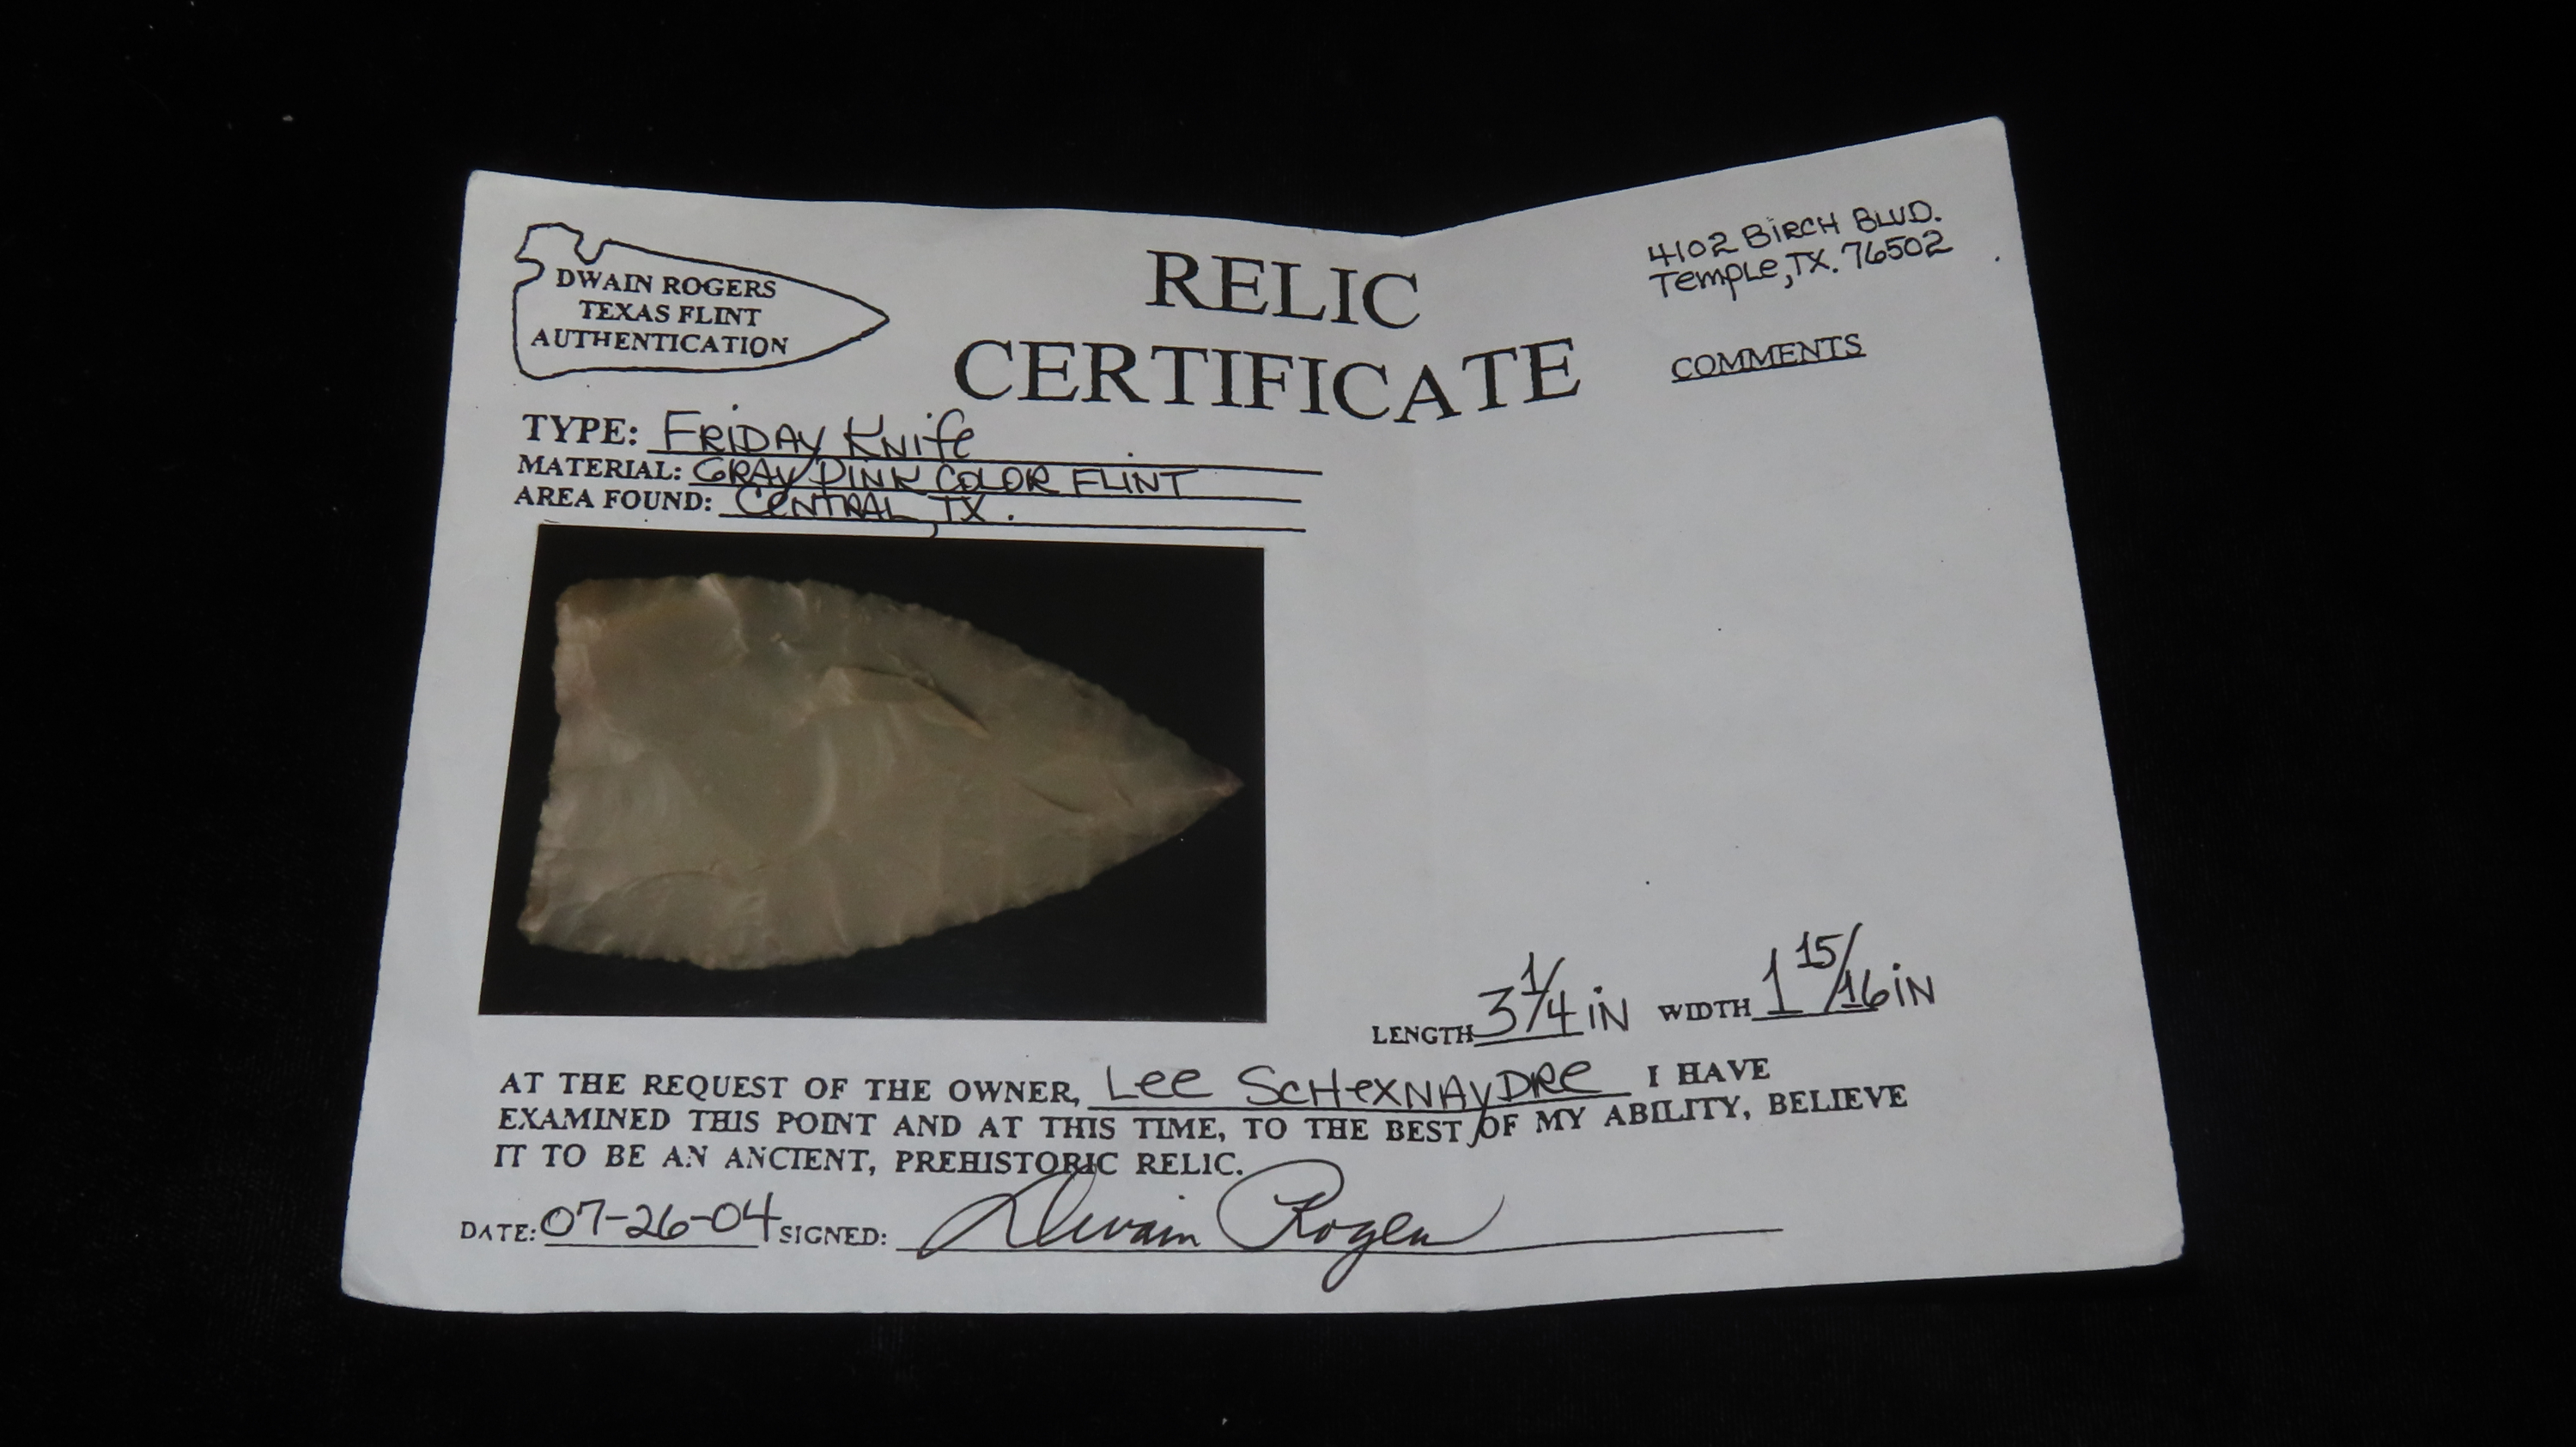 DWAIN ROGERS
TEXAS FLINT
AUTHENTICATION
RELIC
CERTIFICATE
4102 BiRCH BLVD.
TempLe, TX. 76502
COMMENTS
TYPE: FRiDAY KNife
MATERIAL: GRAY/PINK COLOR FLINT
AREA FOUND: CeNTRAL, TX.
LENGTH 3 1/4 iN WIDTH 1 15/16 iN
AT THE REQUEST OF THE OWNER, Lee ScHexNAyDRe I HAVE
EXAMINED THIS POINT AND AT THIS TIME, TO THE BEST OF MY ABILITY, BELIEVE
IT TO BE AN ANCIENT, PREHISTORIC RELIC.
DATE: 07-26-04 SIGNED: Dwain Rogers